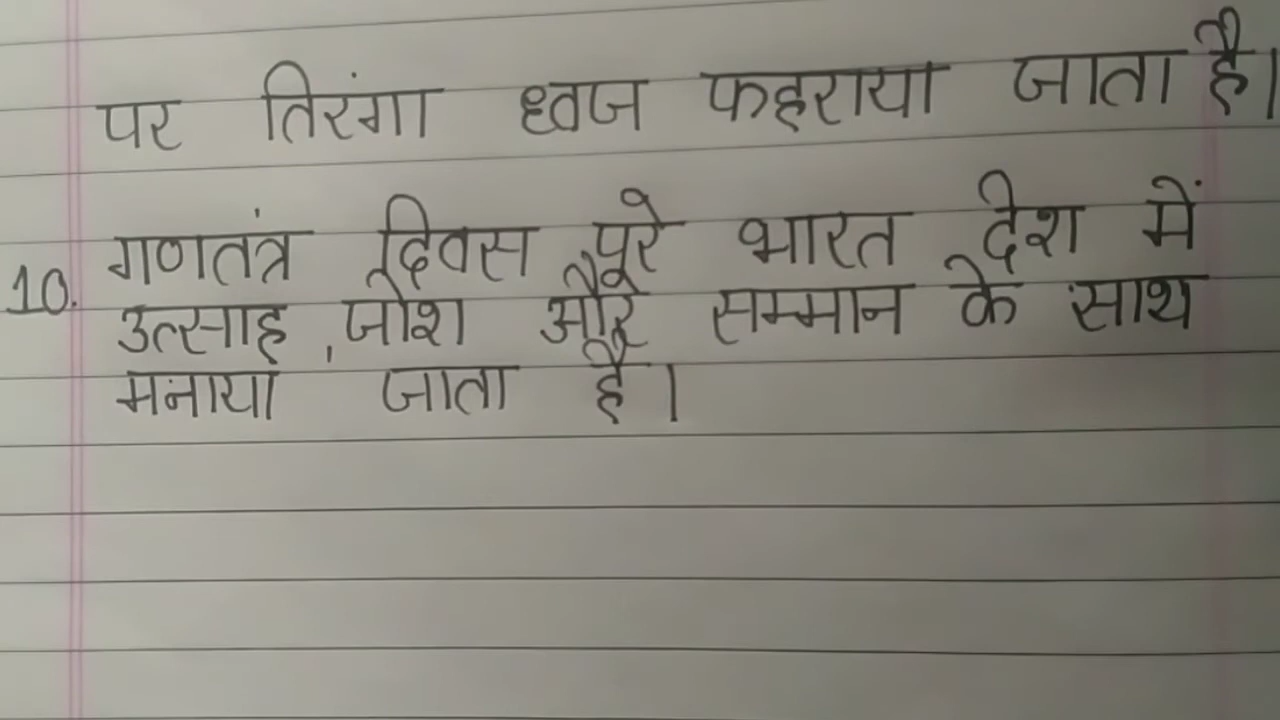 पर तिरंगा ध्वज फहराया जाता है।
10. गणतंत्र दिवस पूरे भारत देश में
उत्साह, जोश और सम्मान के साथ
मनाया जाता है।